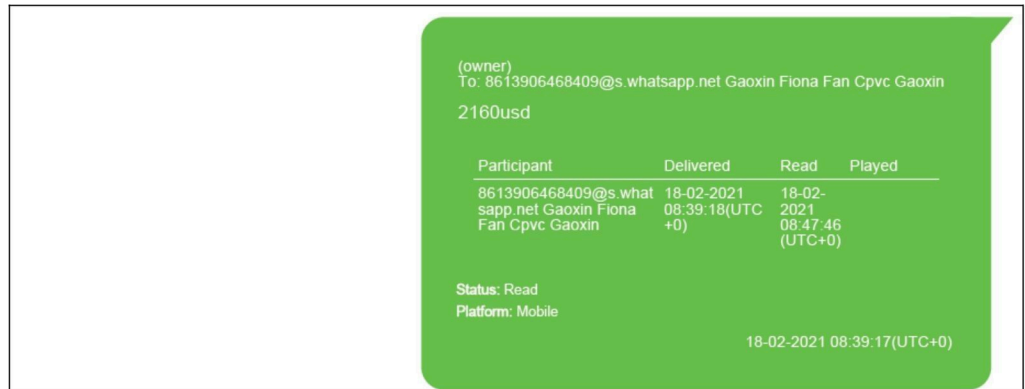 (owner)
To: 8613906468409@s.whatsapp.net Gaoxin Fiona Fan Cpvc Gaoxin
2160usd
Participant Delivered Read Played
8613906468409@s.what 18-02-2021 18-02-
sapp.net Gaoxin Fiona 08:39:18(UTC 2021
Fan Cpvc Gaoxin +0) 08:47:46
(UTC+0)
Status: Read
Platform: Mobile
18-02-2021 08:39:17(UTC+0)